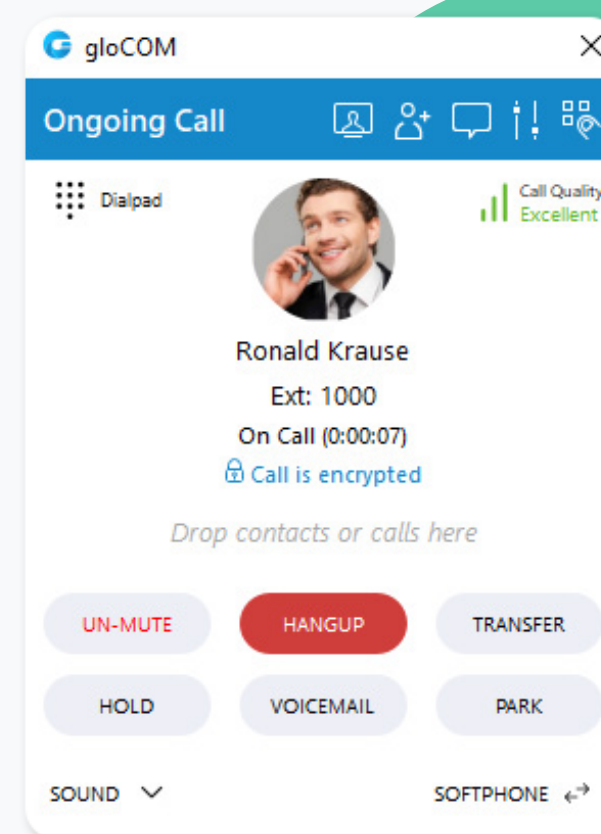 gloCOM
Ongoing Call
Dialpad
Call Quality
Excellent
Ronald Krause
Ext: 1000
On Call (0:00:07)
Call is encrypted
Drop contacts or calls here
UN-MUTE
HANGUP
TRANSFER
HOLD
VOICEMAIL
PARK
SOUND
SOFTPHONE